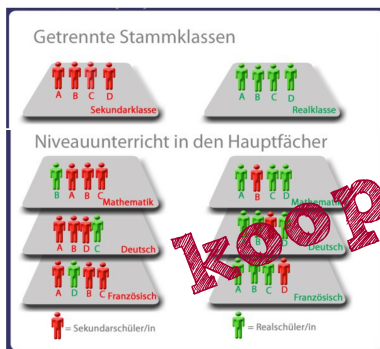 Getrennte Stammklassen
A B C D
Sekundarklasse
A B C D
Realklasse
Niveauunterricht in den Hauptfächer
B A B C
Mathematik
A B C D
Mathematik
A B D C
Deutsch
A B D
Deutsch
A D B C
Französisch
A B C D
Französisch
koop
= Sekundarschüler/in
= Realschüler/in